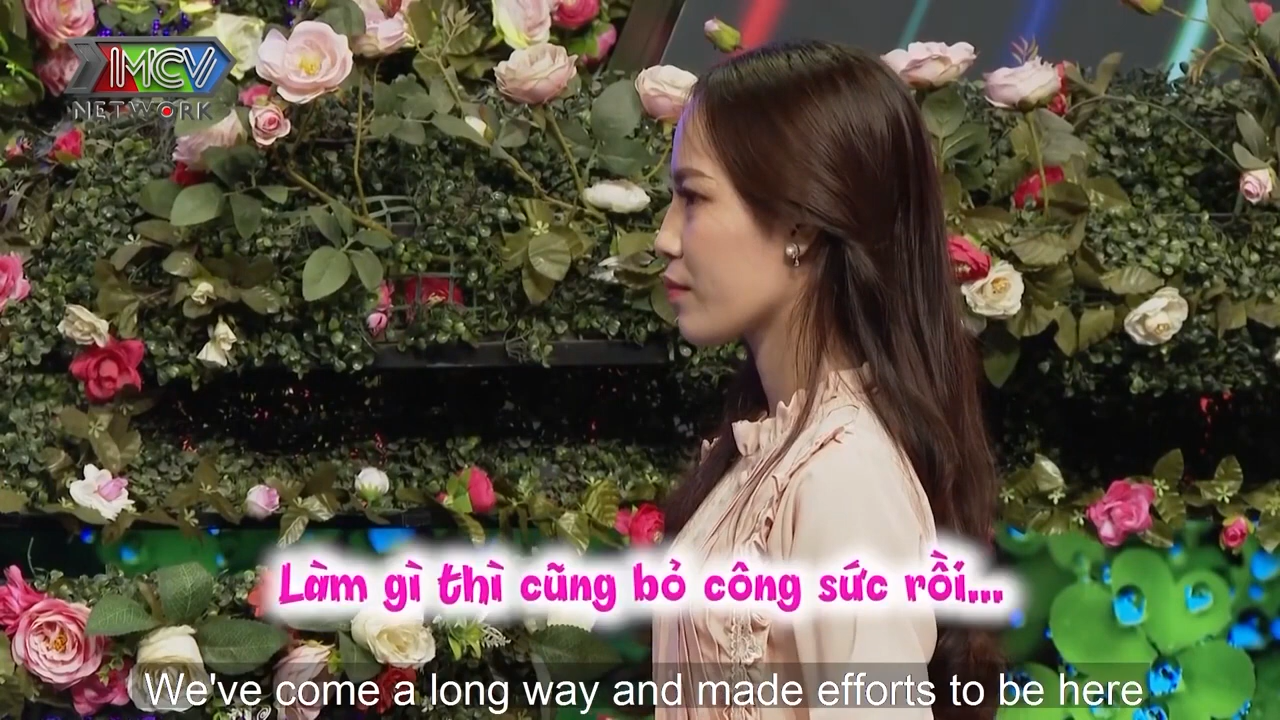 MCV
NETWORK
Làm gì thì cũng bỏ công sức rồi...
We've come a long way and made efforts to be here